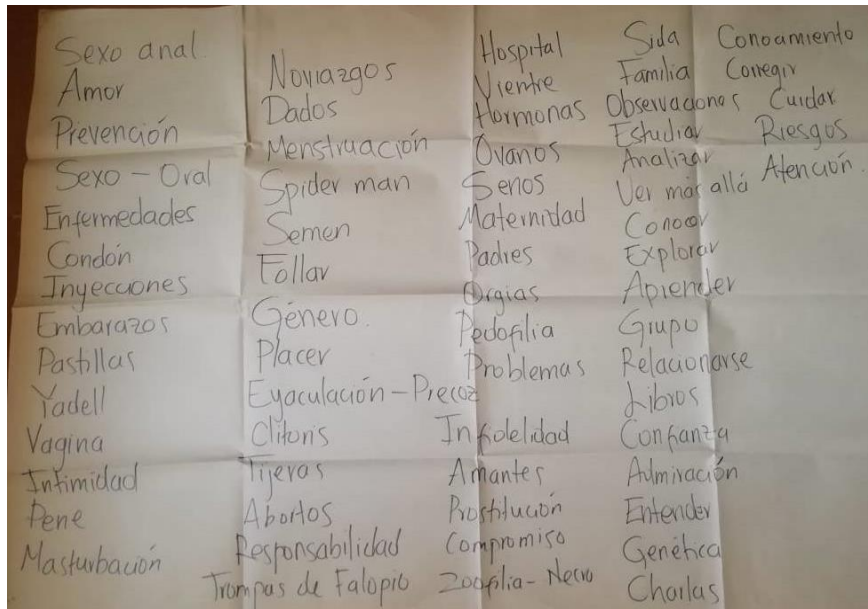 Sexo anal.
Amor
Prevención
Sexo – Oral
Enfermedades
Condón
Inyecciones
Embarazos
Pastillas
Yadell
Vagina
Intimidad
Pene
Masturbación
Noviazgos
Dados
Menstruación
Spider man
Semen
Follar
Género.
Placer
Eyaculación – Precoz
Clitoris
Tijeras
Abortos
Responsabilidad
Trompas de Falopio
Hospital
Vientre
Hormonas
Óvarios
Senos
Maternidad
Padres
Orgias
Pedofilia
Problemas
Infidelidad
Amantes
Prostitución
Compromiso
Zoofilia – Necro
Sida
Familia
Observaciones
Estudiar
Analizar
Ver más allá
Conocer
Explorar
Aprender
Grupo
Relacionarse
Libros
Confianza
Admiración
Entender
Genética
Charlas
Conocimiento
Corregir
Cuidar
Riesgos
Atención.